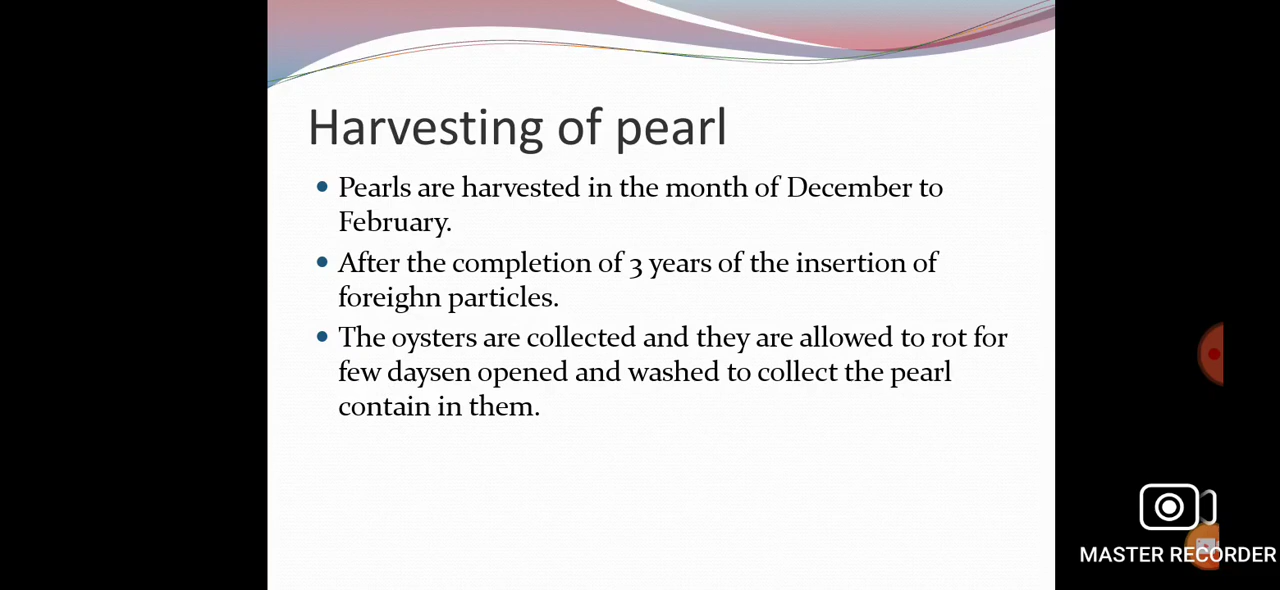 Harvesting of pearl
Pearls are harvested in the month of December to
February.
After the completion of 3 years of the insertion of
foreighn particles.
The oysters are collected and they are allowed to rot for
few daysen opened and washed to collect the pearl
contain in them.
MASTER RECORDER